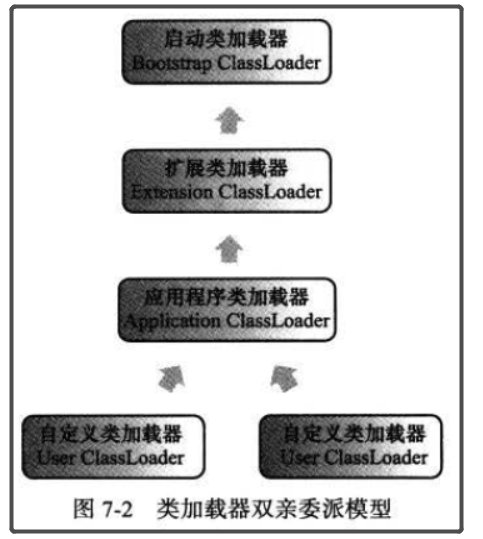 启动类加载器
Bootstrap ClassLoader
扩展类加载器
Extension ClassLoader
应用程序类加载器
Application ClassLoader
自定义类加载器
User ClassLoader
自定义类加载器
User ClassLoader
图 7-2 类加载器双亲委派模型